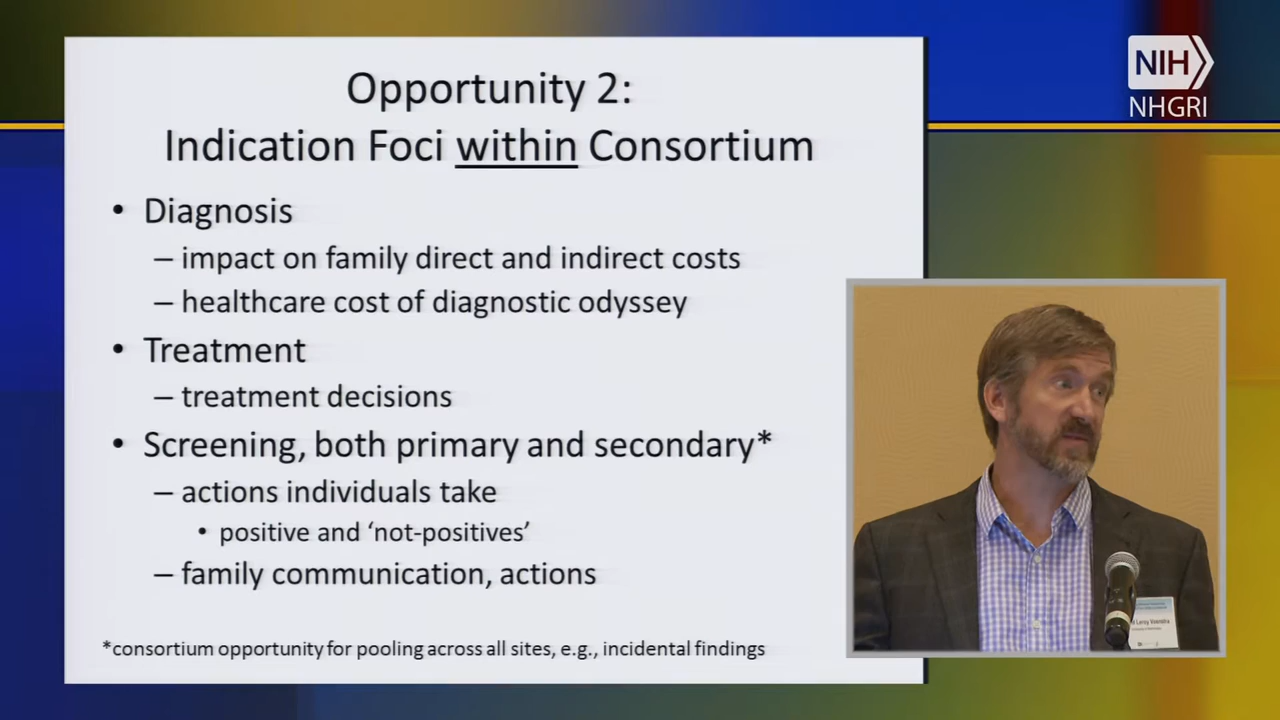 Opportunity 2:
Indication Foci within Consortium
• Diagnosis
– impact on family direct and indirect costs
– healthcare cost of diagnostic odyssey
• Treatment
– treatment decisions
• Screening, both primary and secondary*
– actions individuals take
• positive and ‘not-positives’
– family communication, actions
*consortium opportunity for pooling across all sites, e.g., incidental findings
NIH
NHGRI